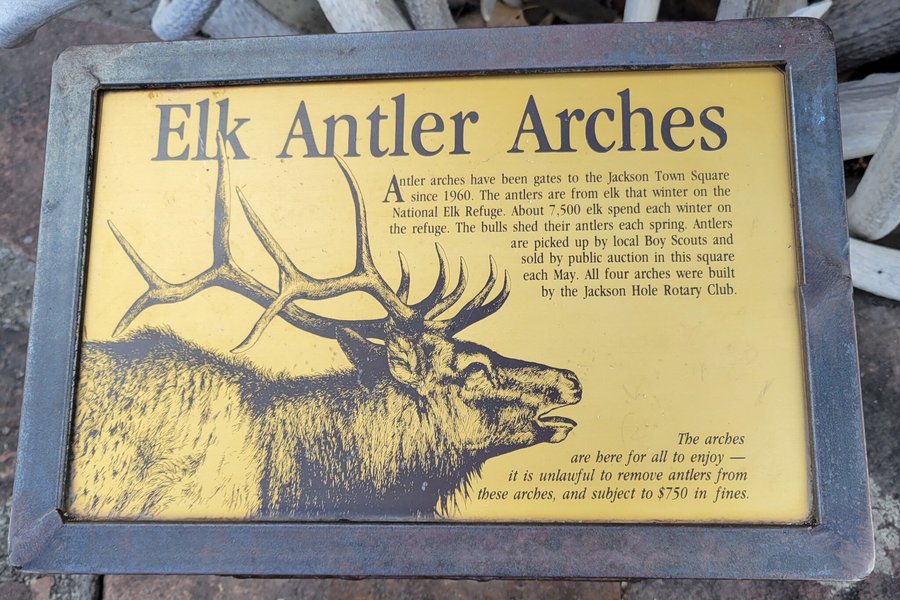 Elk Antler Arches
Antler arches have been gates to the Jackson Town Square
since 1960. The antlers are from elk that winter on the
National Elk Refuge. About 7,500 elk spend each winter on
the refuge. The bulls shed their antlers each spring. Antlers
are picked up by local Boy Scouts and
sold by public auction in this square
each May. All four arches were built
by the Jackson Hole Rotary Club.
The arches
are here for all to enjoy —
it is unlawful to remove antlers from
these arches, and subject to $750 in fines.